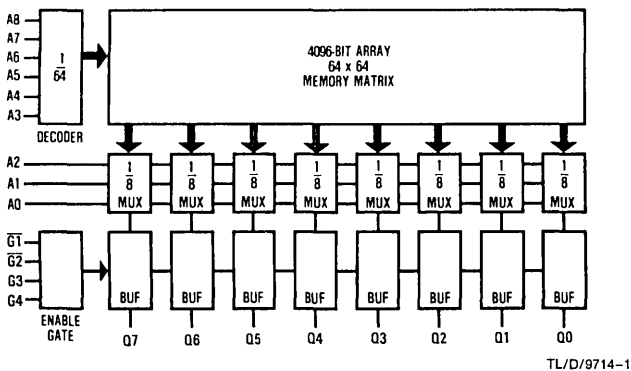 A8
A7
A6
A5
A4
A3
1
64
DECODER
4096-BIT ARRAY
64 x 64
MEMORY MATRIX
A2
A1
A0
1 1 1 1 1 1 1 1
8 8 8 8 8 8 8 8
MUX MUX MUX MUX MUX MUX MUX MUX
G1
G2
G3
G4
ENABLE
GATE
BUF BUF BUF BUF BUF BUF BUF BUF
Q7 Q6 Q5 Q4 Q3 Q2 Q1 Q0
TL/D/9714-1